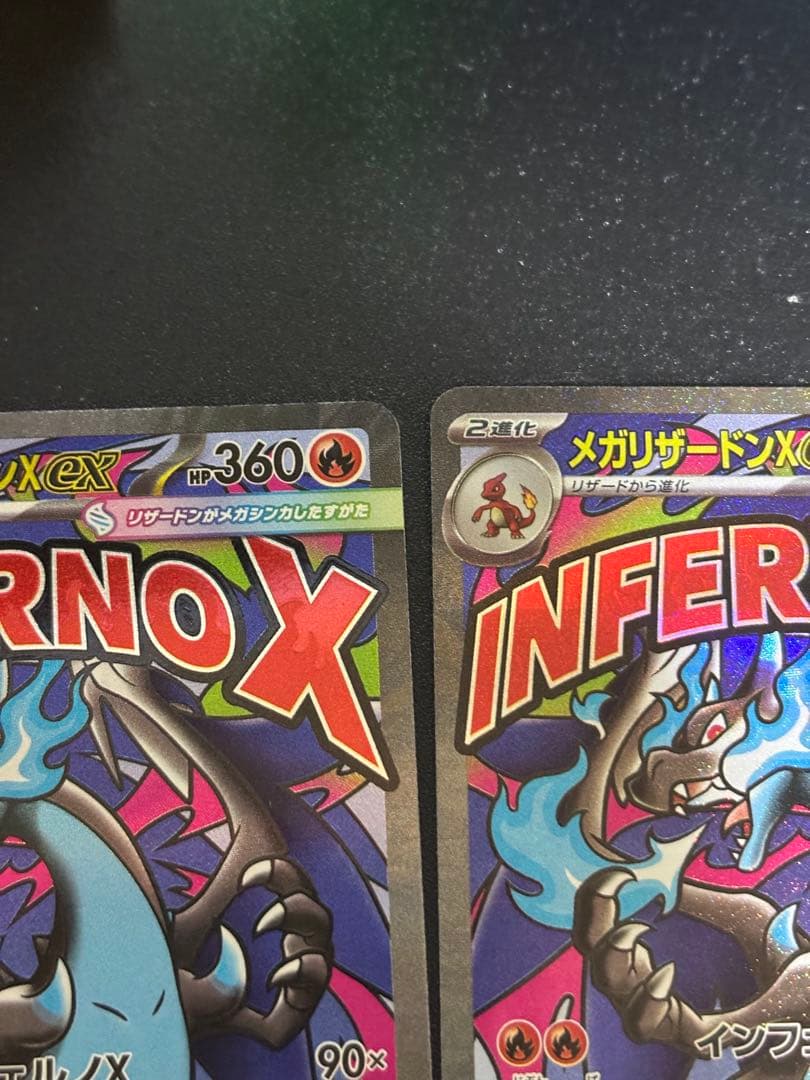 ンXex
HP360
リザードンがメガシンカしたすがた
RNO X
ェルノX
90×
2進化
メガリザードンX
リザードから進化
INFER
インフ